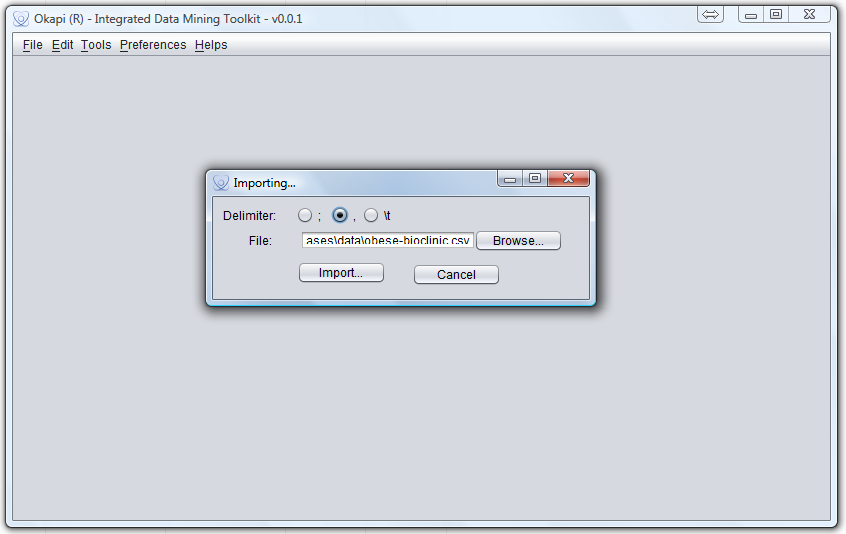 Okapi (R) - Integrated Data Mining Toolkit - v0.0.1
File Edit Tools Preferences Helps
Importing...
Delimiter: ; , \t
File: ases\data\obese-bioclinic.csv Browse...
Import... Cancel